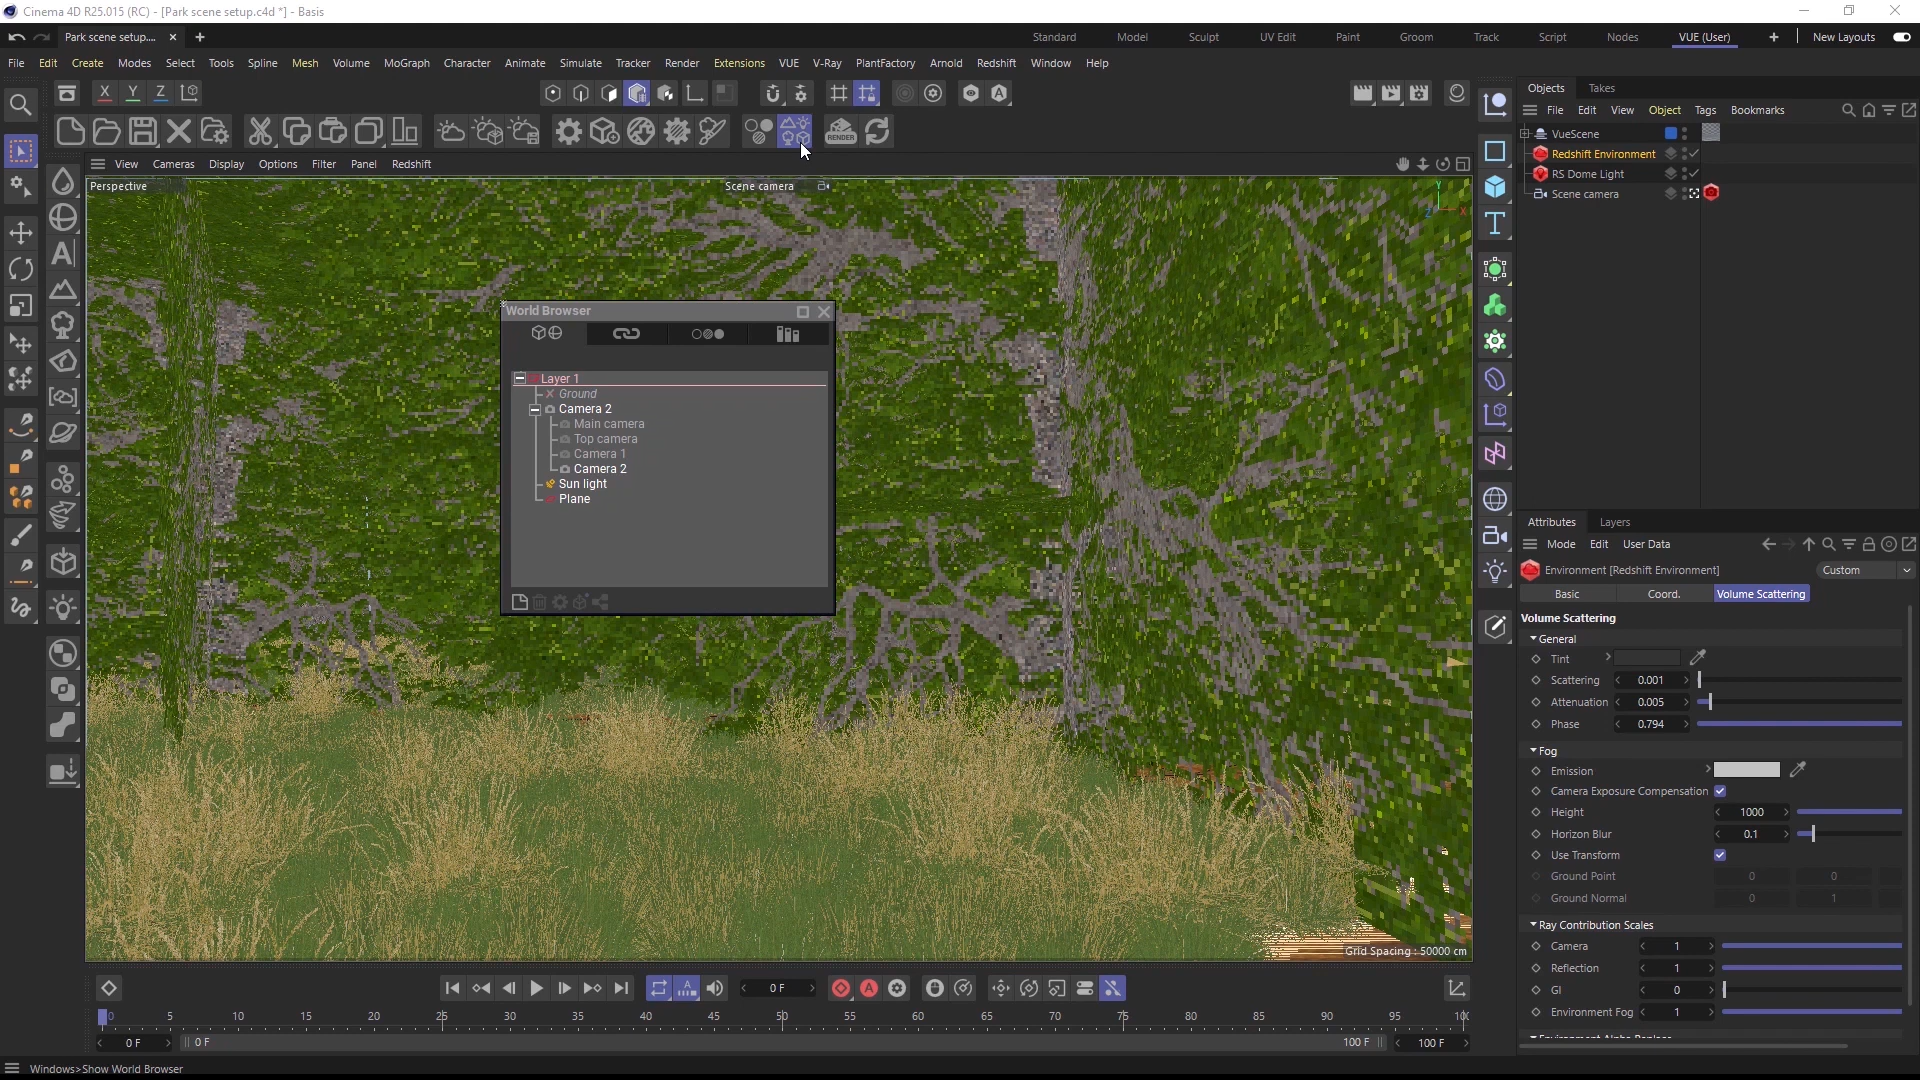 Cinema 4D R25.015 (RC) - [Park scene setup.c4d *] - Basis
Park scene setup....
Standard Model Sculpt UV Edit Paint Groom Track Script Nodes VUE (User) New Layouts
File Edit Create Modes Select Tools Spline Mesh Volume MoGraph Character Animate Simulate Tracker Render Extensions VUE V-Ray PlantFactory Arnold Redshift Window Help
Objects Takes
X Y Z
File Edit View Object Tags Bookmarks
RENDER
VueScene
Redshift Environment
RS Dome Light
Scene camera
View Cameras Display Options Filter Panel Redshift
Perspective
Scene camera
Y
Z X
World Browser
Layer 1
Ground
Camera 2
Main camera
Top camera
Camera 1
Camera 2
Sun light
Plane
Attributes Layers
Mode Edit User Data
Environment [Redshift Environment]
Custom
Basic Coord. Volume Scattering
Volume Scattering
General
Tint
Scattering 0.001
Attenuation 0.005
Phase 0.794
Fog
Emission
Camera Exposure Compensation
Height 1000
Horizon Blur 0.1
Use Transform
Ground Point 0 0
Ground Normal 0 1
Ray Contribution Scales
Camera 1
Reflection 1
GI 0
Environment Fog 1
Grid Spacing : 50000 cm
0 F
0 5 10 15 20 25 30 35 40 45 50 55 60 65 70 75 80 85 90 95
0 F 0 F 100 F 100 F
Windows>Show World Browser